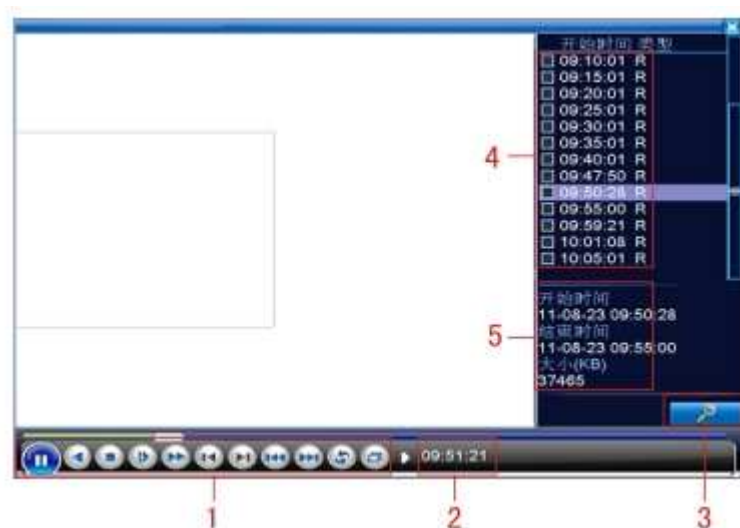 开始时间 类型
09:10:01 R
09:15:01 R
09:20:01 R
09:25:01 R
09:30:01 R
09:35:01 R
09:40:01 R
09:47:50 R
09:50:28 R
09:55:00 R
09:59:21 R
10:01:08 R
10:05:01 R
4
开始时间
11-08-23 09:50:28
结束时间
11-08-23 09:55:00
大小(KB)
37465
5
09:51:21
1
2
3